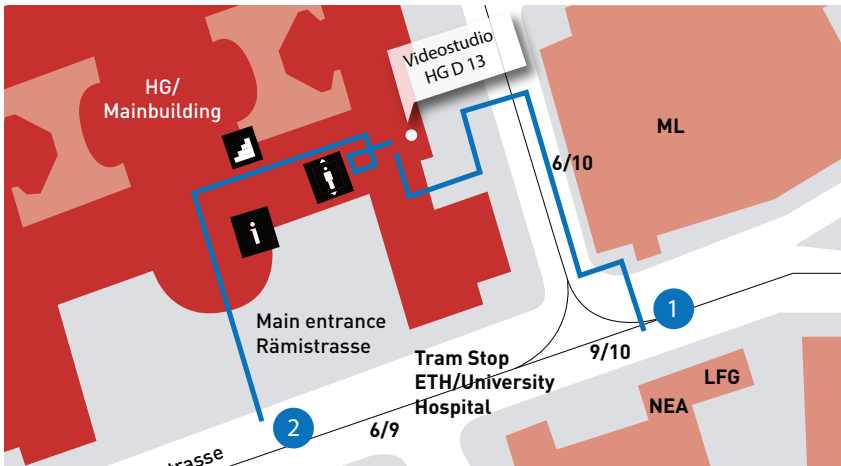 Videostudio
HG D 13
HG/
Mainbuilding
ML
6/10
i
1
Main entrance
Rämistrasse
Tram Stop
ETH/University
Hospital
9/10
LFG
NEA
2
6/9